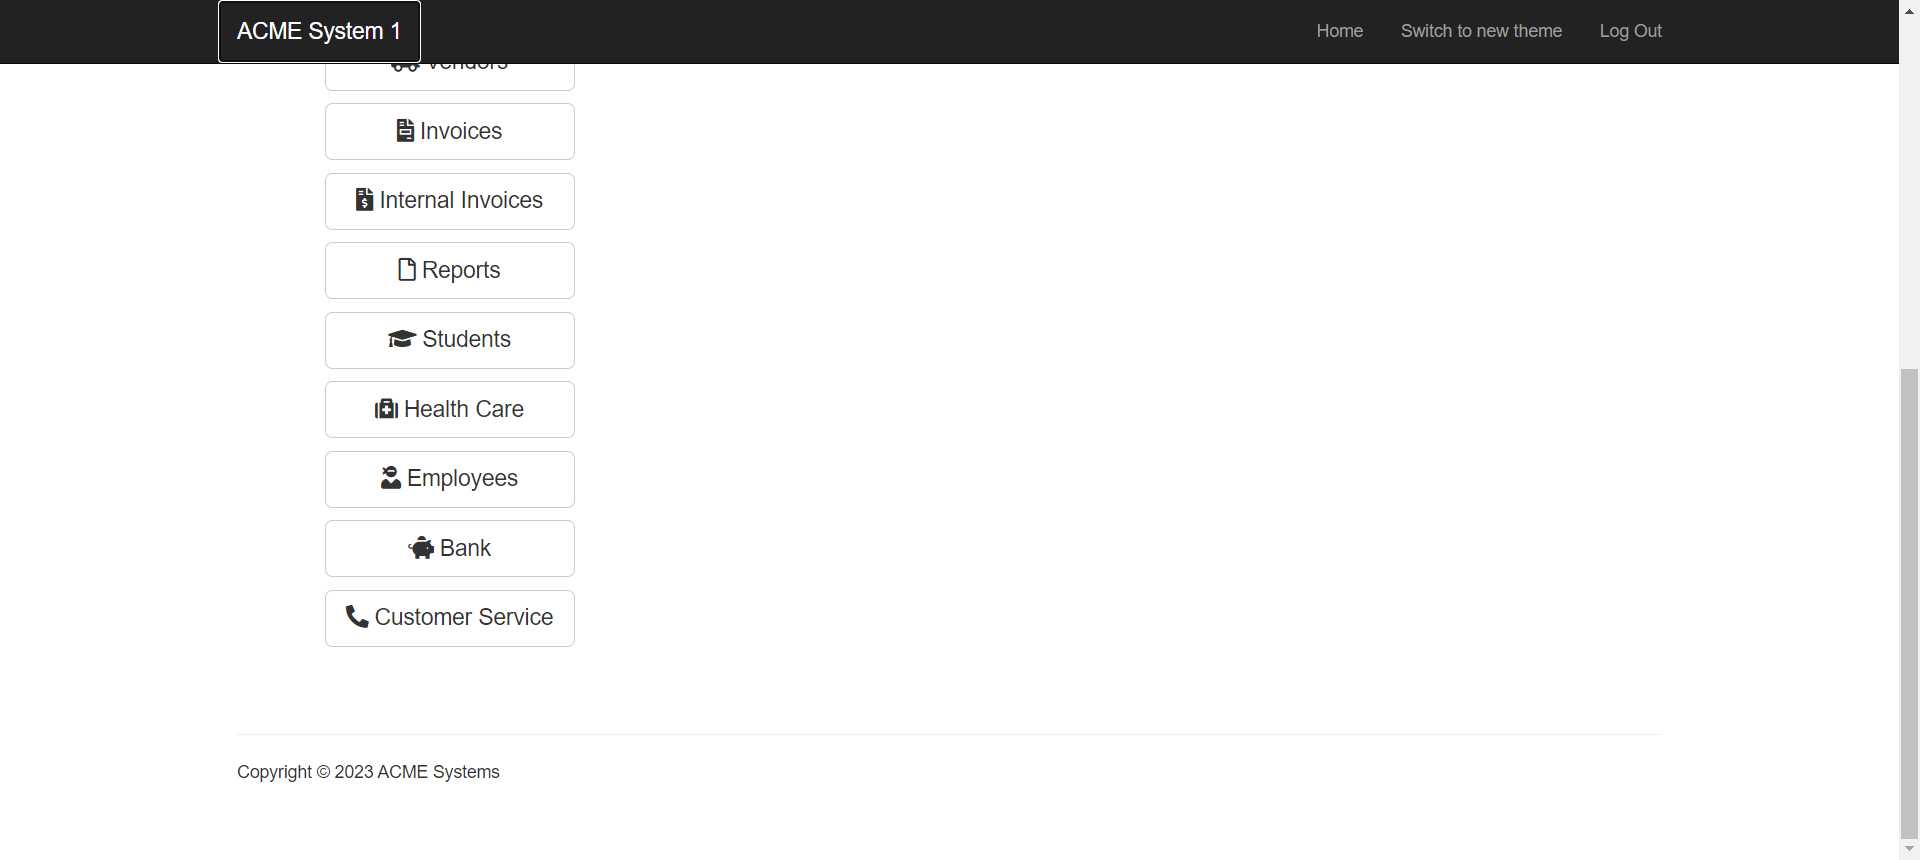 ACME System 1
Home
Switch to new theme
Log Out
Vendors
Invoices
Internal Invoices
Reports
Students
Health Care
Employees
Bank
Customer Service
Copyright © 2023 ACME Systems